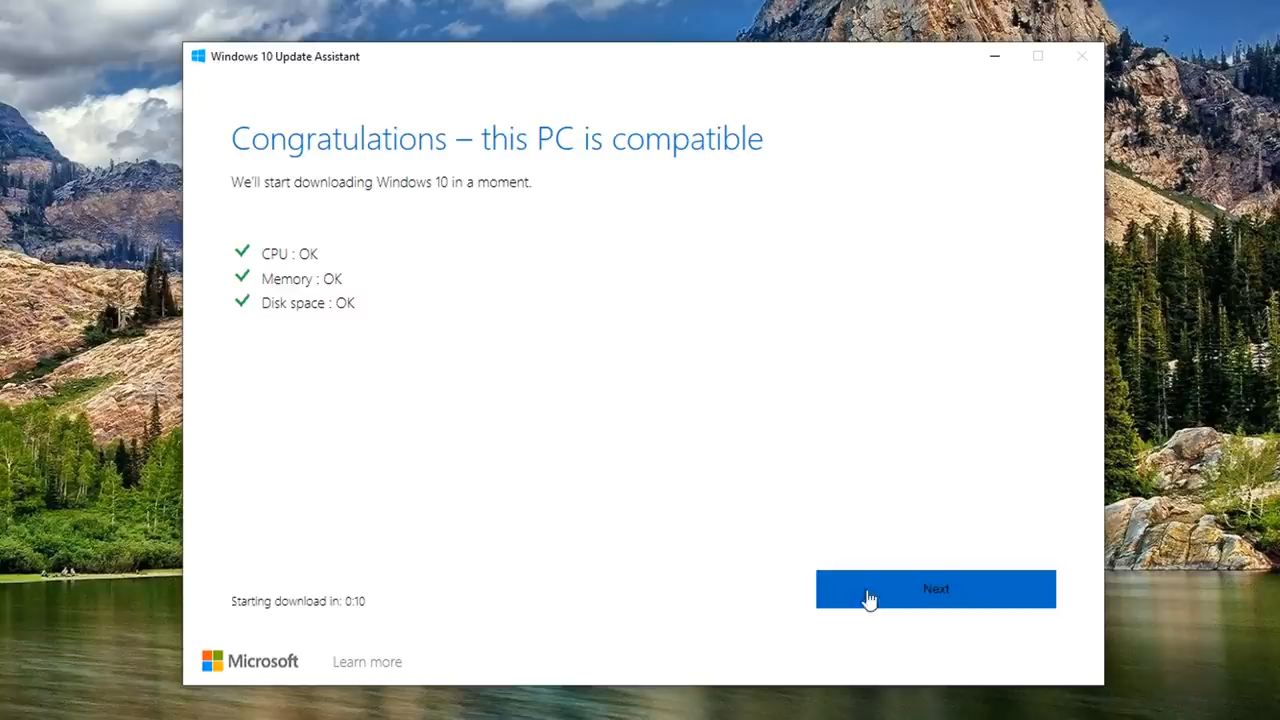 Windows 10 Update Assistant
Congratulations – this PC is compatible
We'll start downloading Windows 10 in a moment.
CPU : OK
Memory : OK
Disk space : OK
Next
Starting download in: 0:10
Microsoft
Learn more